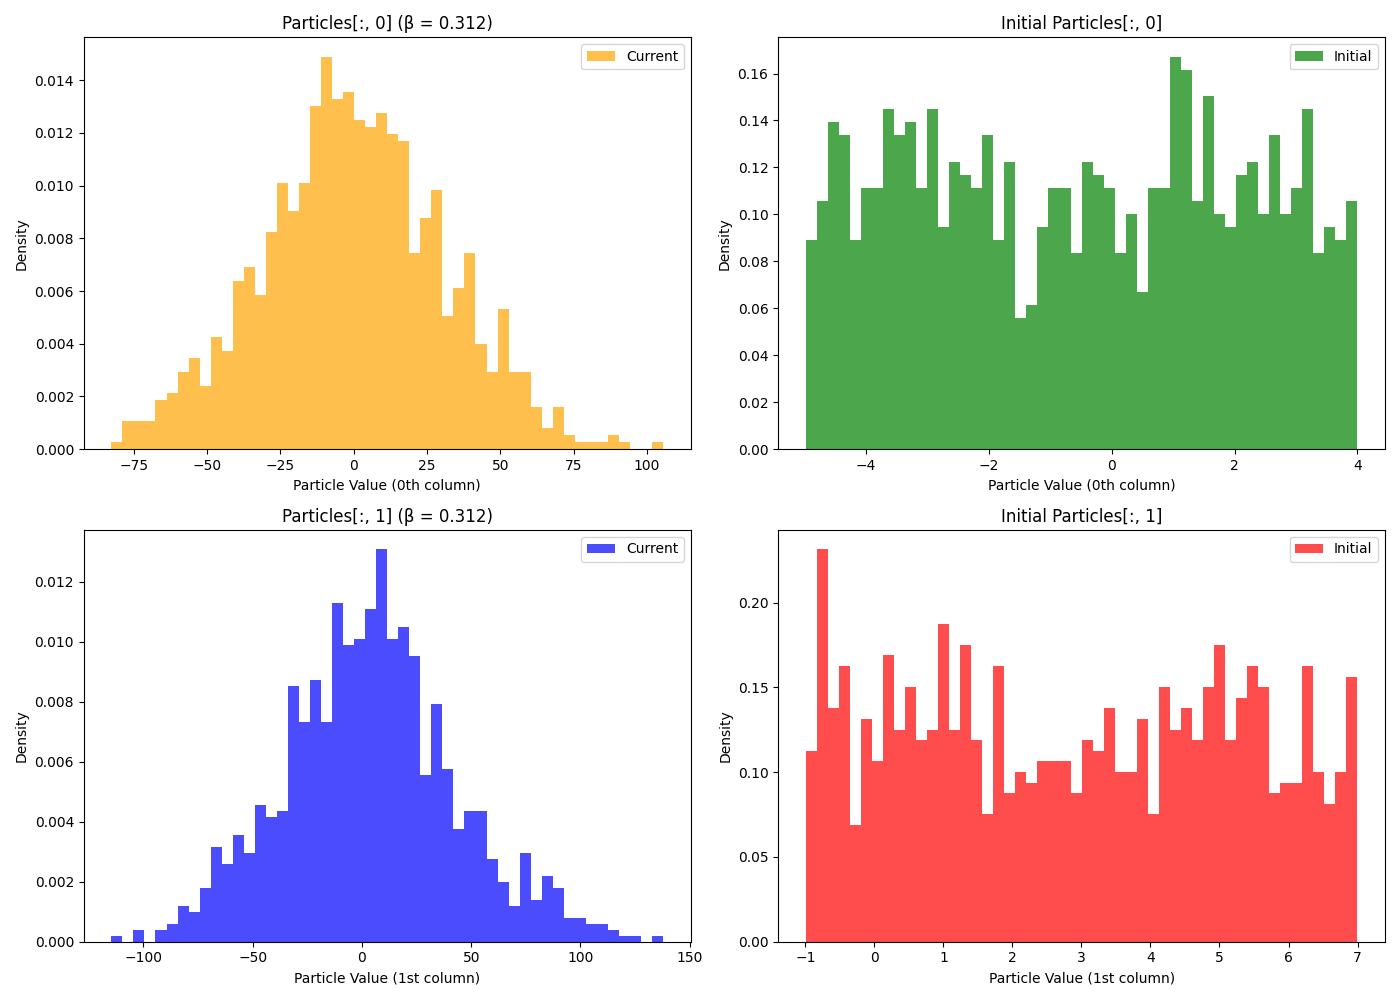 Particles[:, 0] (β = 0.312)
Current
0.014
0.012
0.010
0.008
0.006
0.004
0.002
0.000
Density
−75 −50 −25 0 25 50 75 100
Particle Value (0th column)
Initial Particles[:, 0]
Initial
0.16
0.14
0.12
0.10
0.08
0.06
0.04
0.02
0.00
Density
−4 −2 0 2 4
Particle Value (0th column)
Particles[:, 1] (β = 0.312)
Current
0.012
0.010
0.008
0.006
0.004
0.002
0.000
Density
−100 −50 0 50 100 150
Particle Value (1st column)
Initial Particles[:, 1]
Initial
0.20
0.15
0.10
0.05
0.00
Density
−1 0 1 2 3 4 5 6 7
Particle Value (1st column)